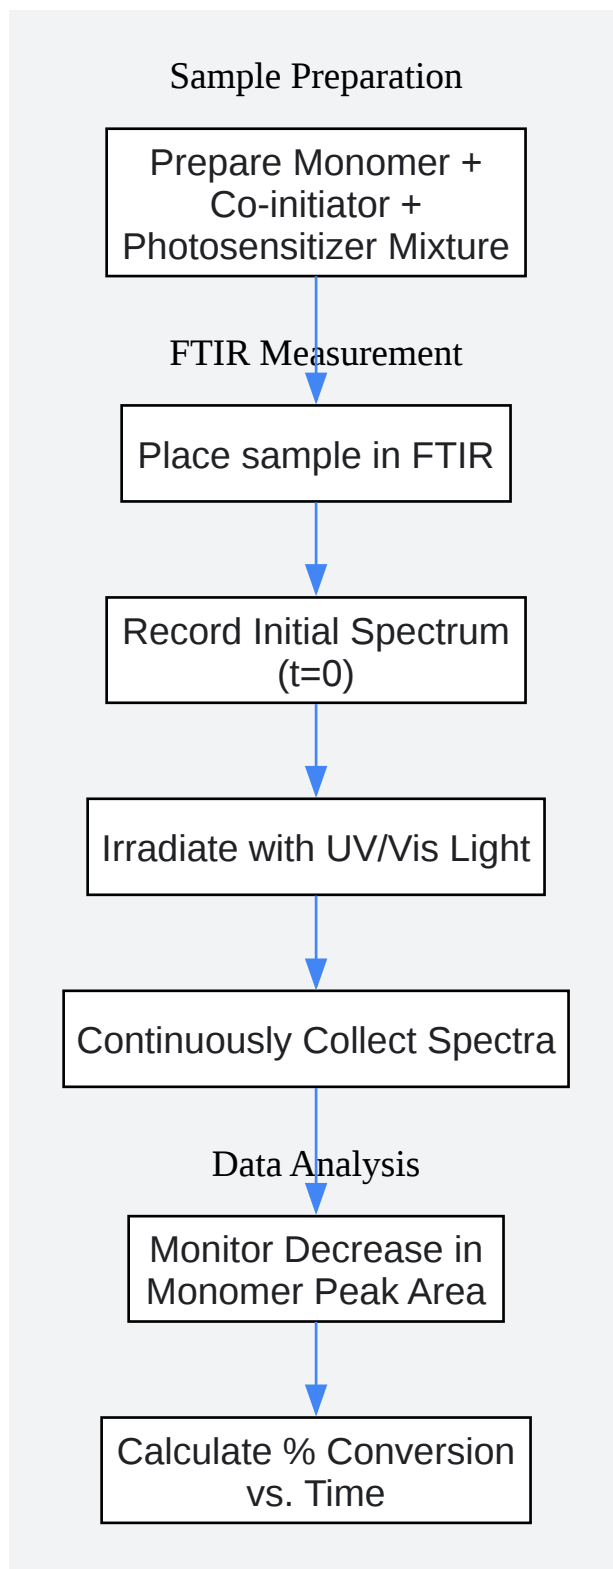 Sample Preparation
Prepare Monomer +
Co-initiator +
Photosensitizer Mixture
FTIR Measurement
Place sample in FTIR
Record Initial Spectrum
(t=0)
Irradiate with UV/Vis Light
Continuously Collect Spectra
Data Analysis
Monitor Decrease in
Monomer Peak Area
Calculate % Conversion
vs. Time